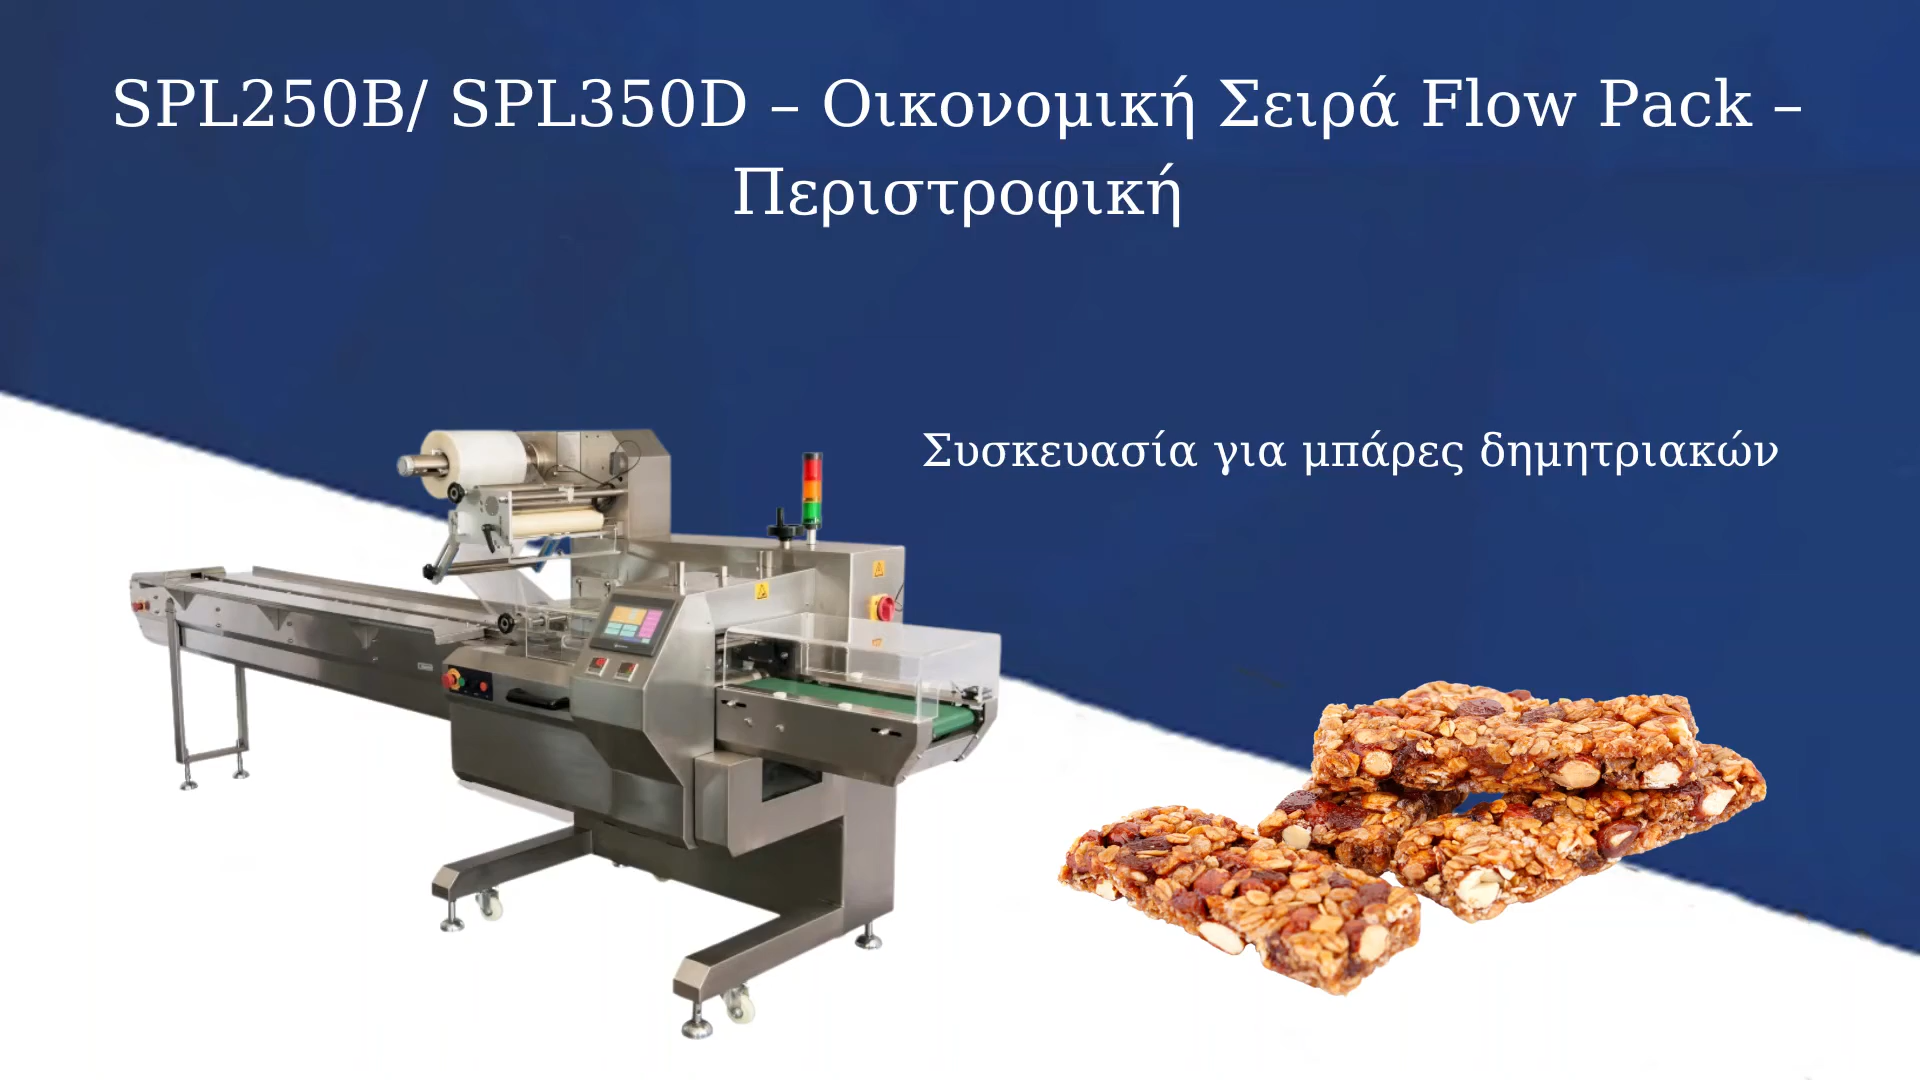 SPL250B/ SPL350D – Οικονομική Σειρά Flow Pack –
Περιστροφική
Συσκευασία για μπάρες δημητριακών